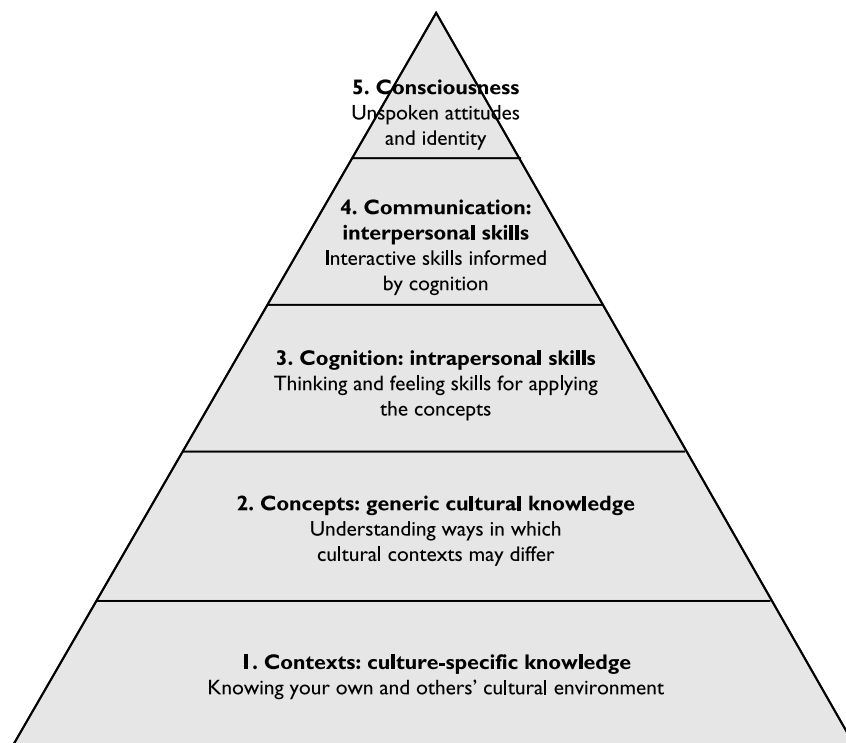 5. Consciousness
Unspoken attitudes
and identity
4. Communication:
interpersonal skills
Interactive skills informed
by cognition
3. Cognition: intrapersonal skills
Thinking and feeling skills for applying
the concepts
2. Concepts: generic cultural knowledge
Understanding ways in which
cultural contexts may differ
1. Contexts: culture-specific knowledge
Knowing your own and others’ cultural environment